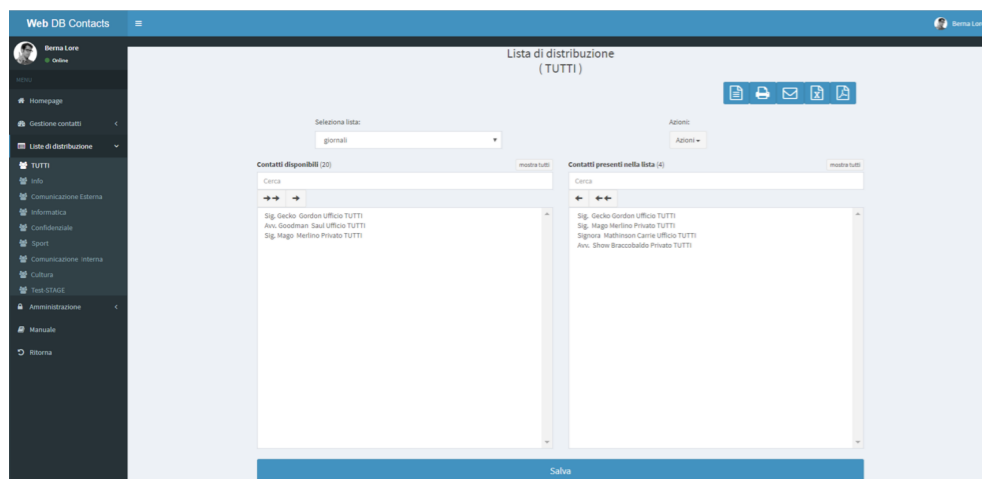 Web DB Contacts
Berna Lore
Berna Lore
Online
MENU
Homepage
Gestione contatti
Liste di distribuzione
TUTTI
Info
Comunicazione Esterna
Informatica
Confidenziale
Sport
Comunicazione Interna
Cultura
Test-STAGE
Amministrazione
Manuale
Ritorna
Lista di distribuzione
( TUTTI )
Seleziona lista:
giornali
Azioni:
Azioni
Contatti disponibili (20)
mostra tutti
Cerca
Sig. Gecko Gordon Ufficio TUTTI
Avv. Goodman Saul Ufficio TUTTI
Sig. Mago Merlino Privato TUTTI
Contatti presenti nella lista (4)
mostra tutti
Cerca
Sig. Gecko Gordon Ufficio TUTTI
Sig. Mago Merlino Privato TUTTI
Signora Mathinson Carrie Ufficio TUTTI
Avv. Show Braccobaldo Privato TUTTI
Salva